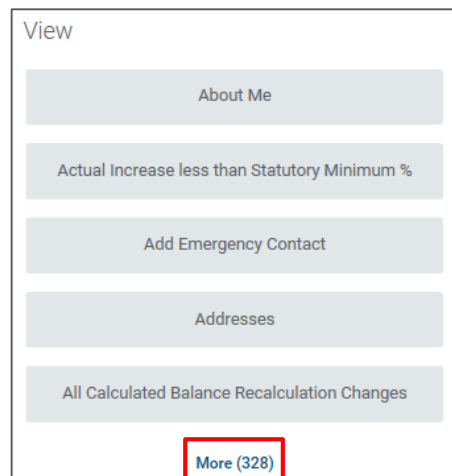 View
About Me
Actual Increase less than Statutory Minimum %
Add Emergency Contact
Addresses
All Calculated Balance Recalculation Changes
More (328)